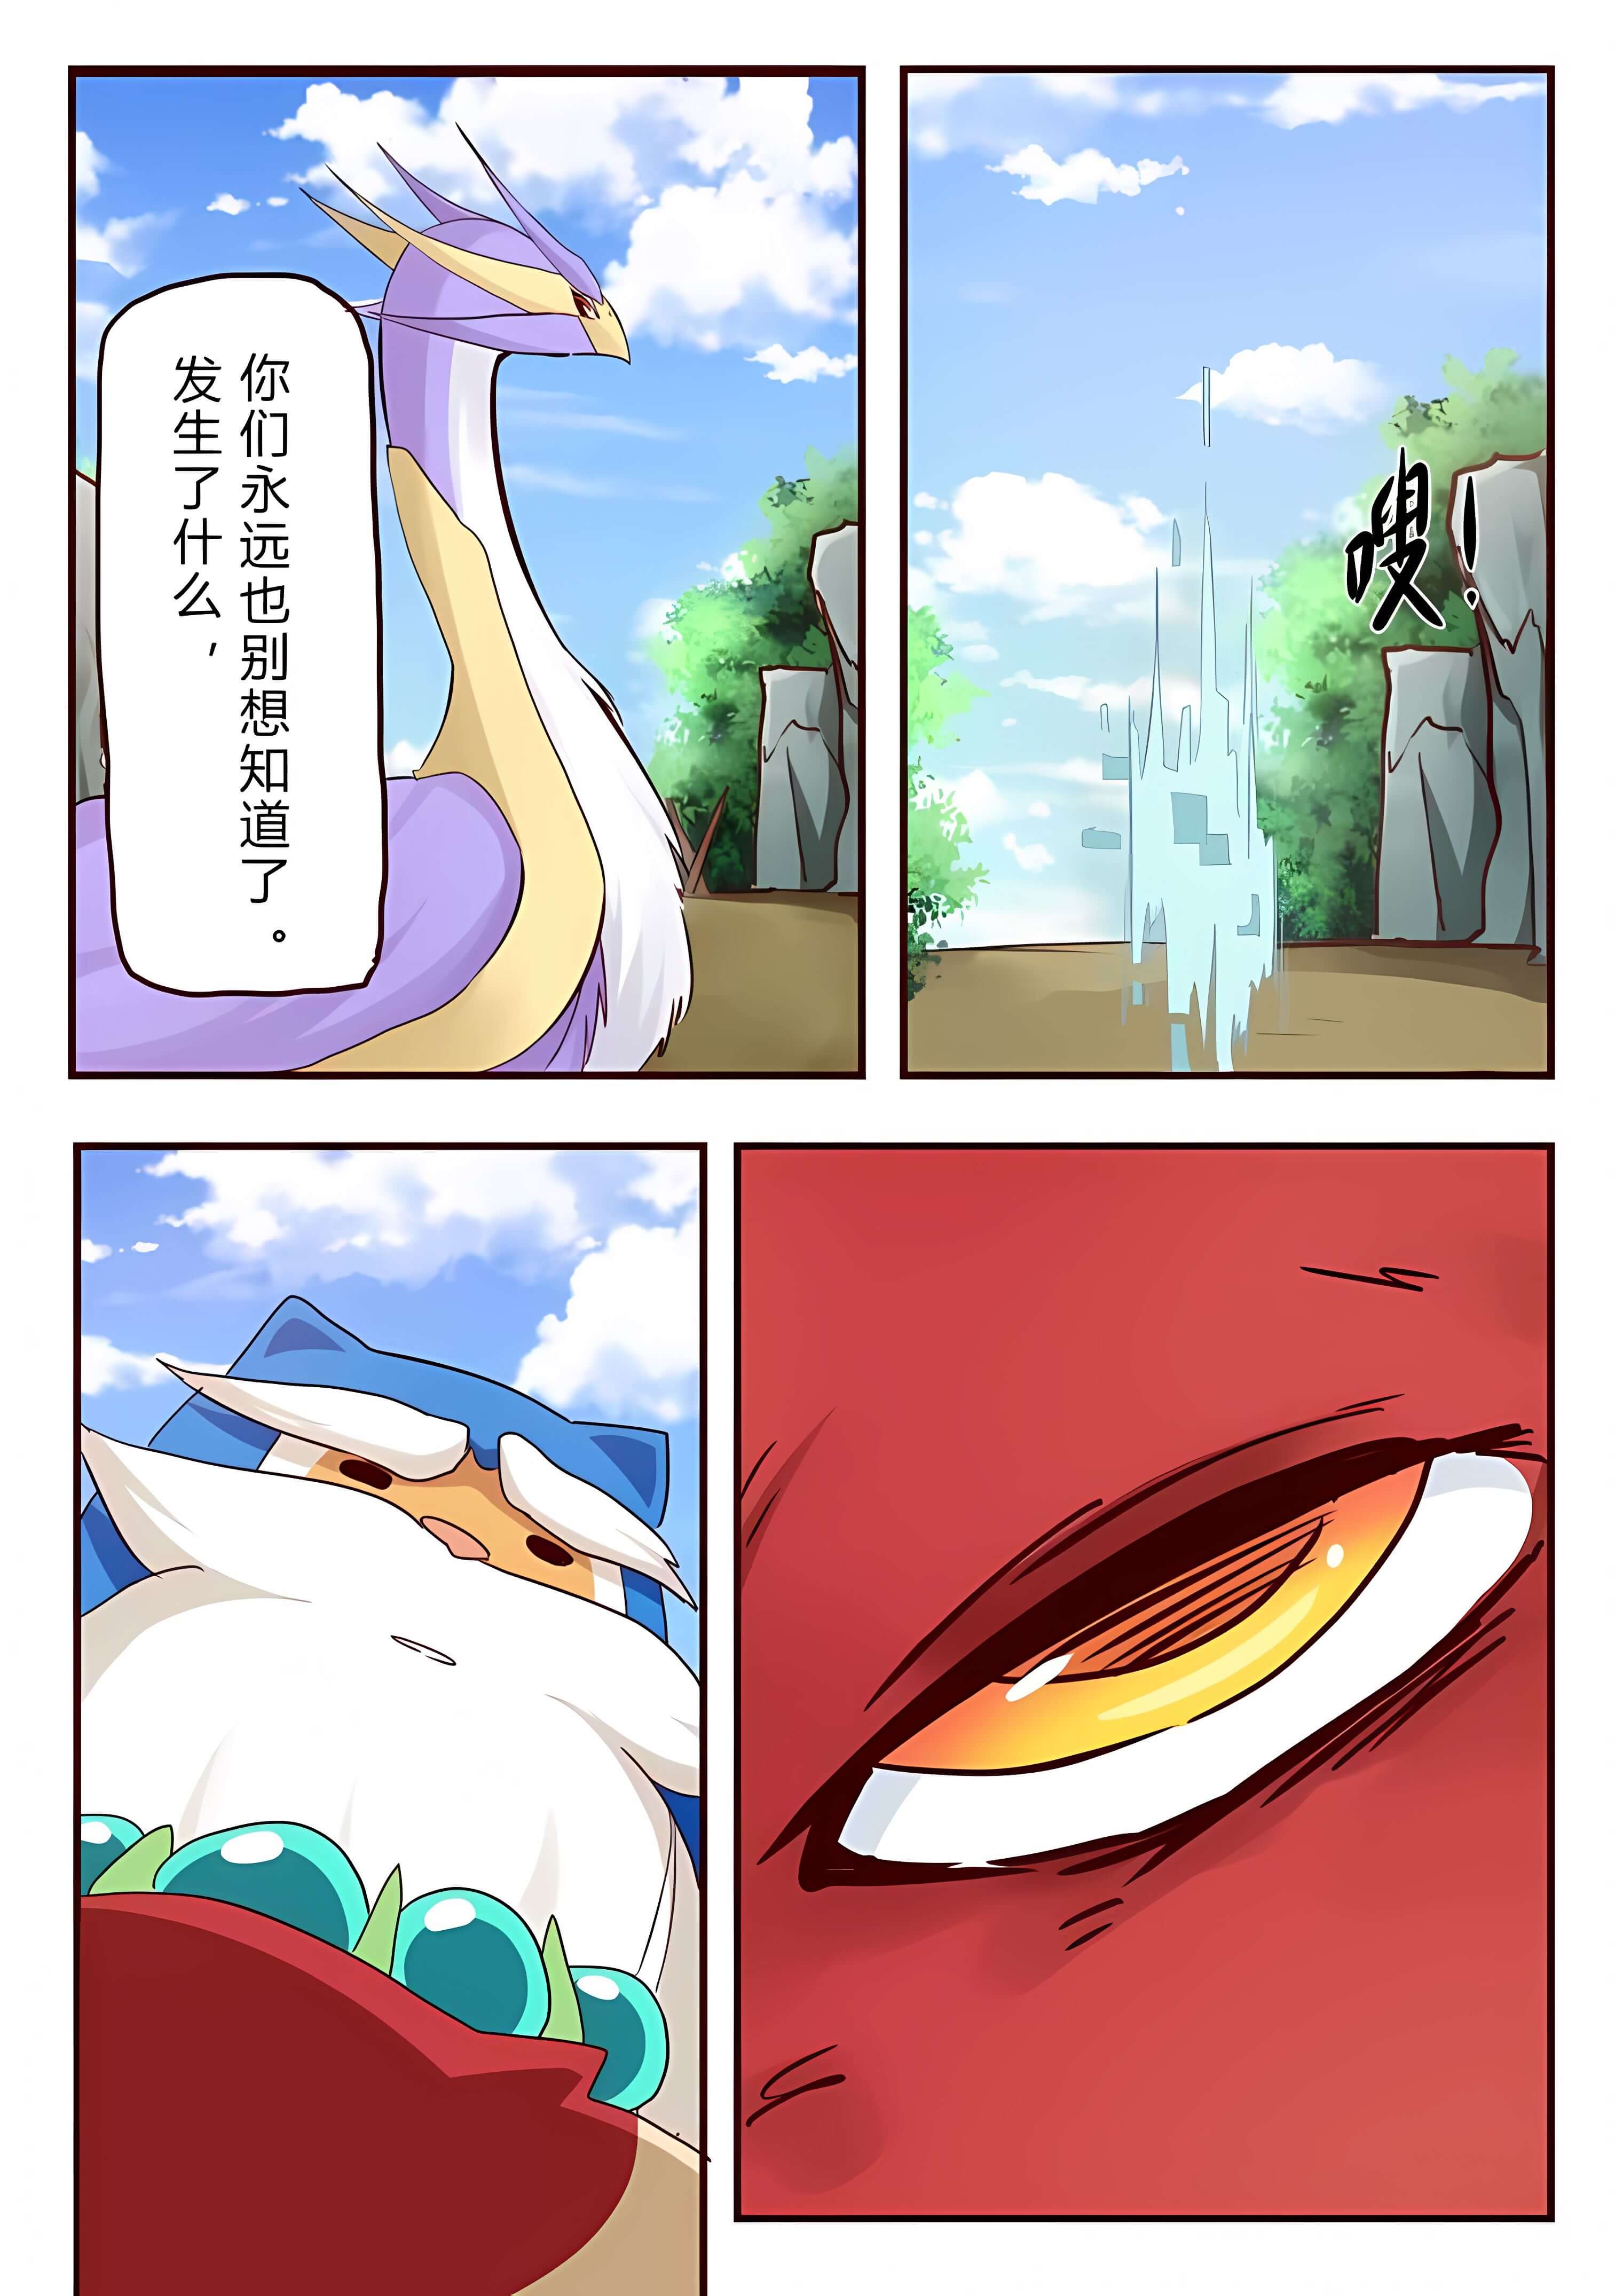 发生了什么，
你们永远也别想知道了。
嗖！